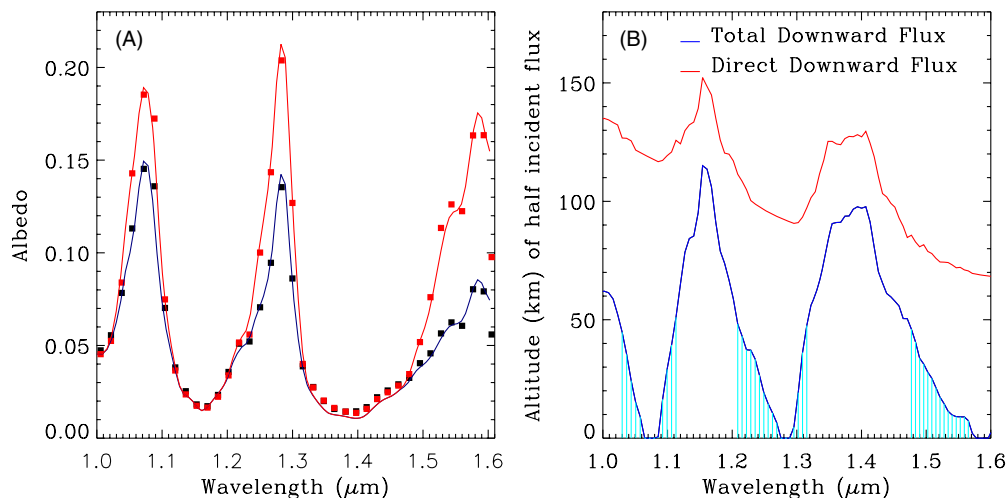 (A)
0.20
0.15
0.10
0.05
0.00
Albedo
1.0 1.1 1.2 1.3 1.4 1.5 1.6
Wavelength (μm)
(B)
Total Downward Flux
Direct Downward Flux
150
100
50
0
Altitude (km) of half incident flux
1.0 1.1 1.2 1.3 1.4 1.5 1.6
Wavelength (μm)